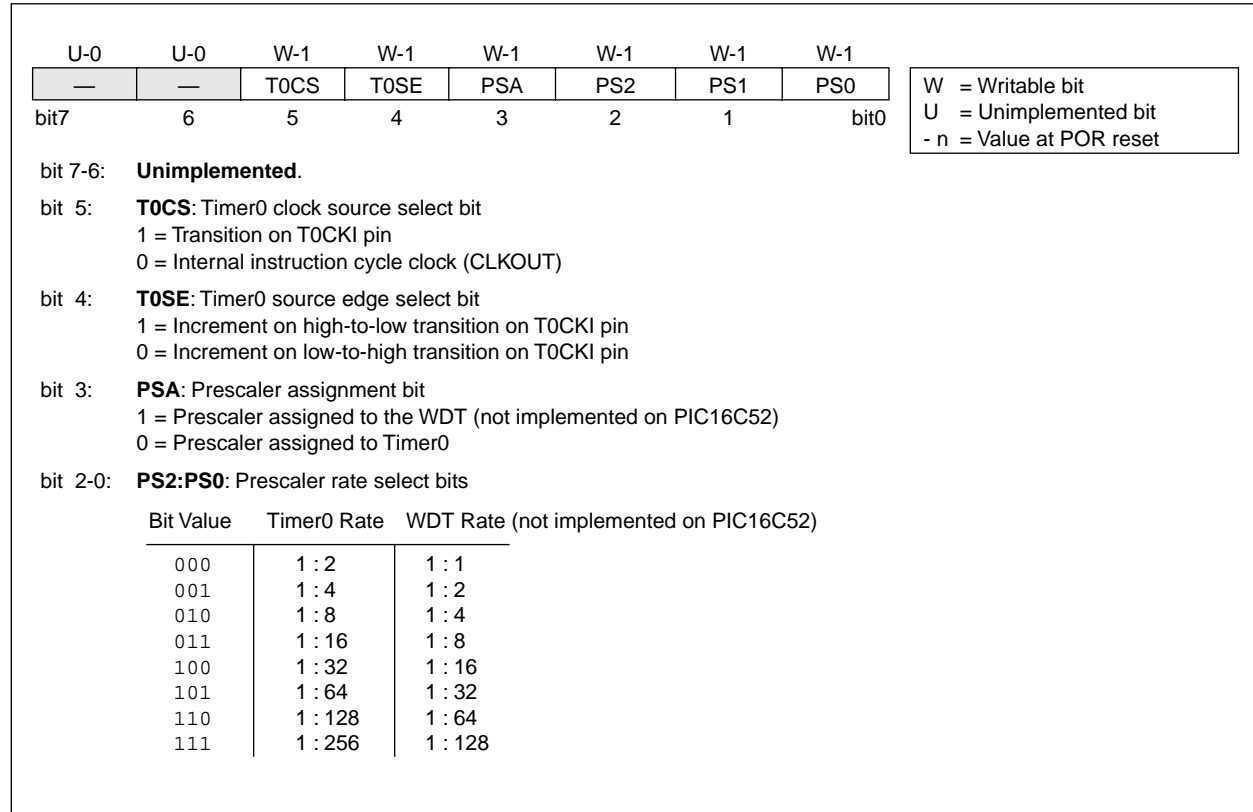 U-0 U-0 W-1 W-1 W-1 W-1 W-1 W-1
— — T0CS T0SE PSA PS2 PS1 PS0
bit7 6 5 4 3 2 1 bit0
W = Writable bit
U = Unimplemented bit
- n = Value at POR reset
bit 7-6: Unimplemented.
bit 5: T0CS: Timer0 clock source select bit
1 = Transition on T0CKI pin
0 = Internal instruction cycle clock (CLKOUT)
bit 4: T0SE: Timer0 source edge select bit
1 = Increment on high-to-low transition on T0CKI pin
0 = Increment on low-to-high transition on T0CKI pin
bit 3: PSA: Prescaler assignment bit
1 = Prescaler assigned to the WDT (not implemented on PIC16C52)
0 = Prescaler assigned to Timer0
bit 2-0: PS2:PS0: Prescaler rate select bits
Bit Value Timer0 Rate WDT Rate (not implemented on PIC16C52)
000 1 : 2 1 : 1
001 1 : 4 1 : 2
010 1 : 8 1 : 4
011 1 : 16 1 : 8
100 1 : 32 1 : 16
101 1 : 64 1 : 32
110 1 : 128 1 : 64
111 1 : 256 1 : 128